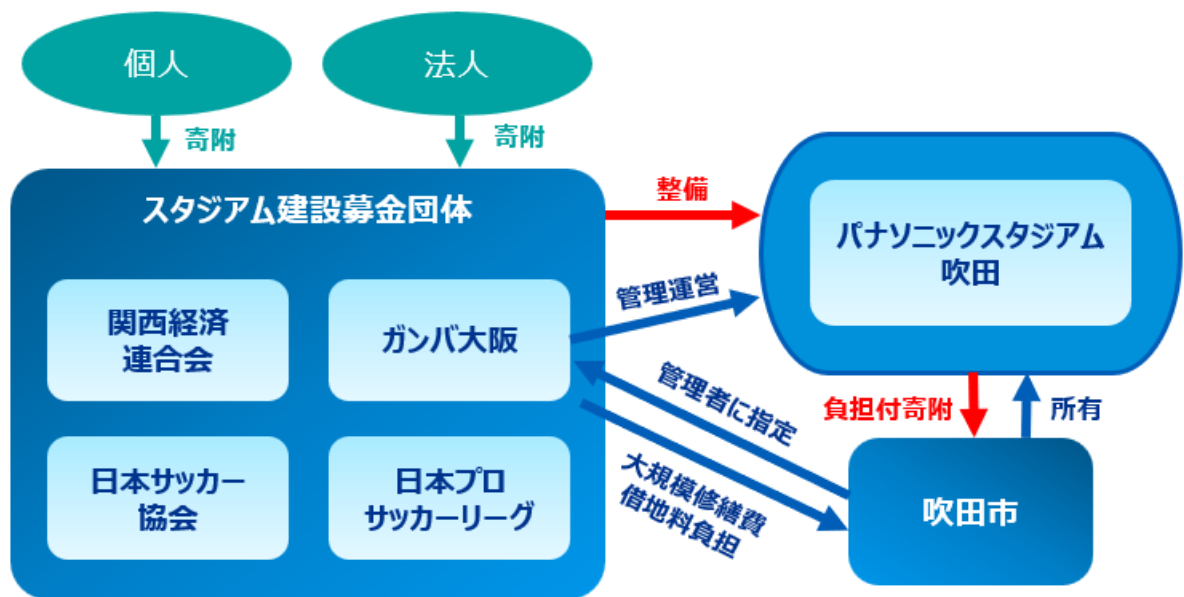 個人
法人
寄附
寄附
スタジアム建設募金団体
関西経済
連合会
ガンバ大阪
日本サッカー
協会
日本プロ
サッカーリーグ
整備
管理運営
管理者に指定
大規模修繕費
借地料負担
パナソニックスタジアム
吹田
負担付寄附
所有
吹田市